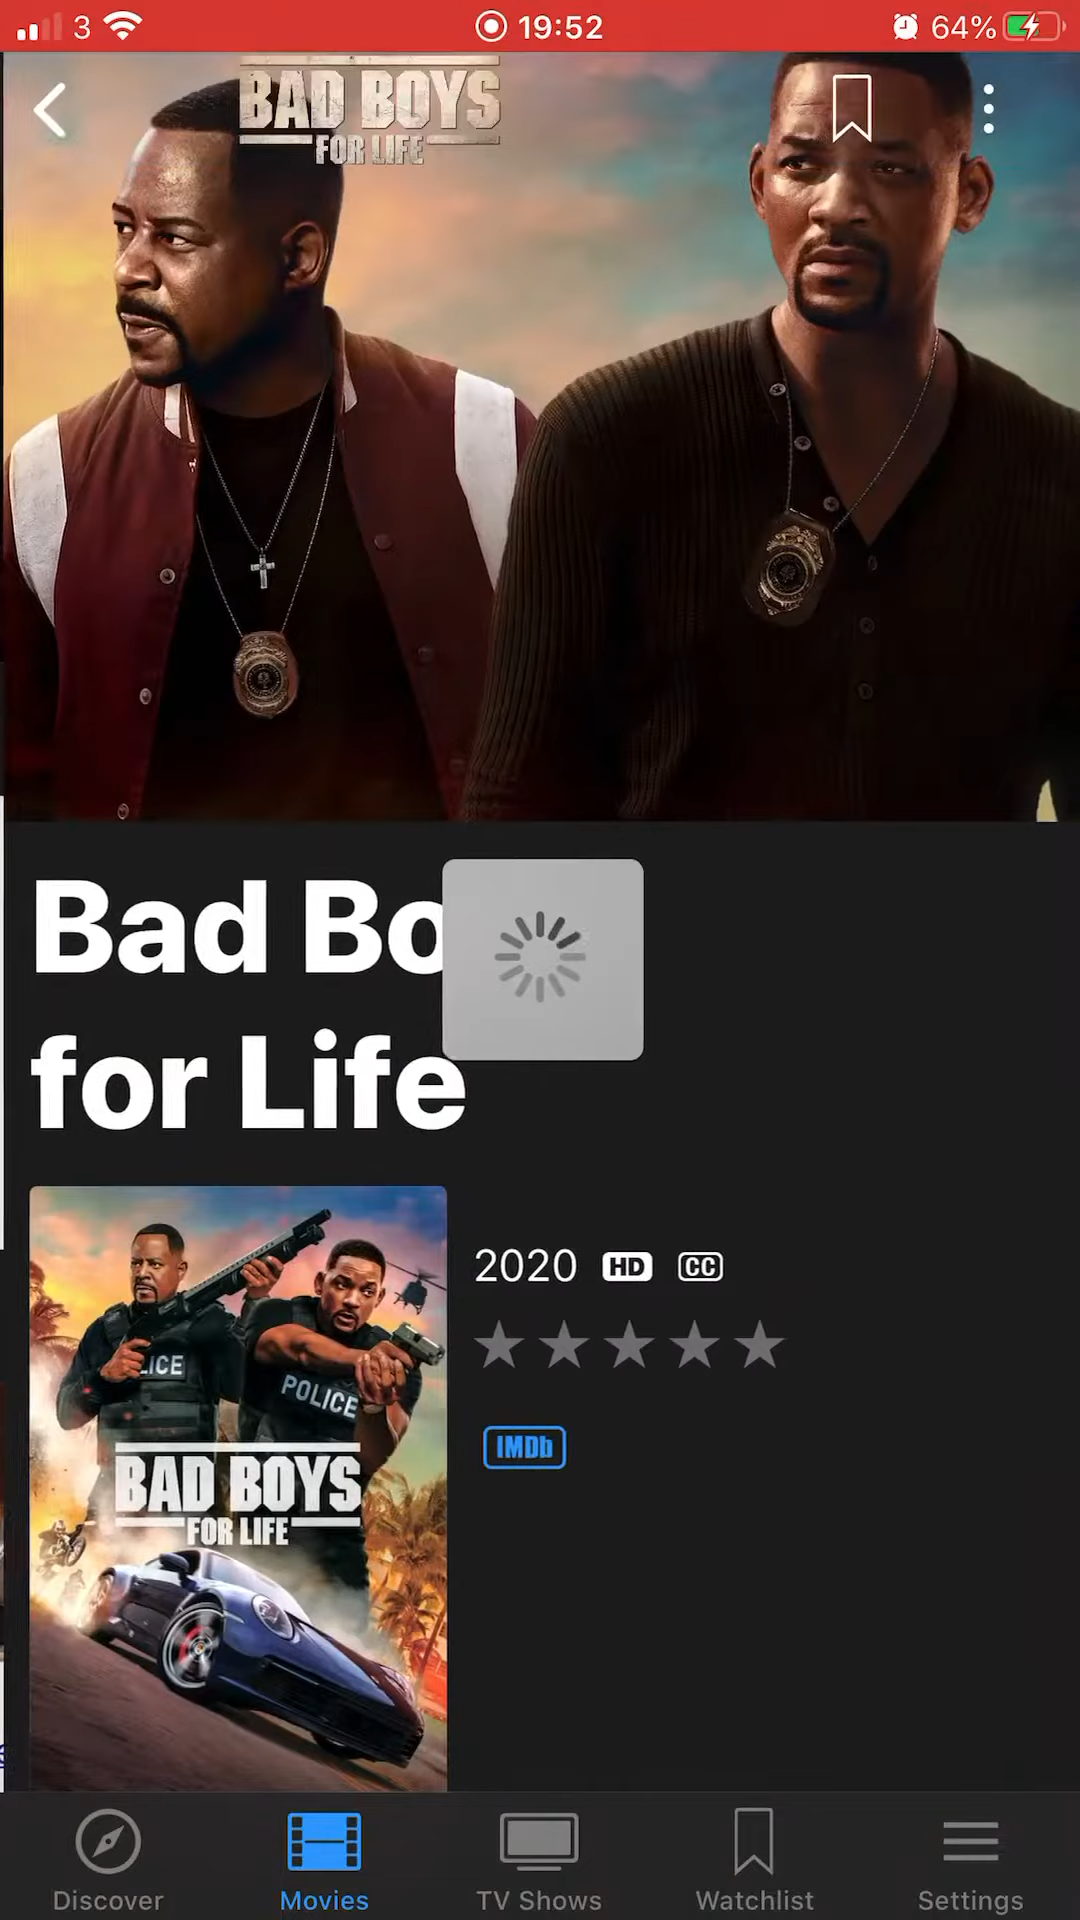 3 19:52 64%
BAD BOYS
FOR LIFE
Bad Bo
for Life
2020 HD CC
IMDb
LICE
POLICE
BAD BOYS
FOR LIFE
Discover Movies TV Shows Watchlist Settings